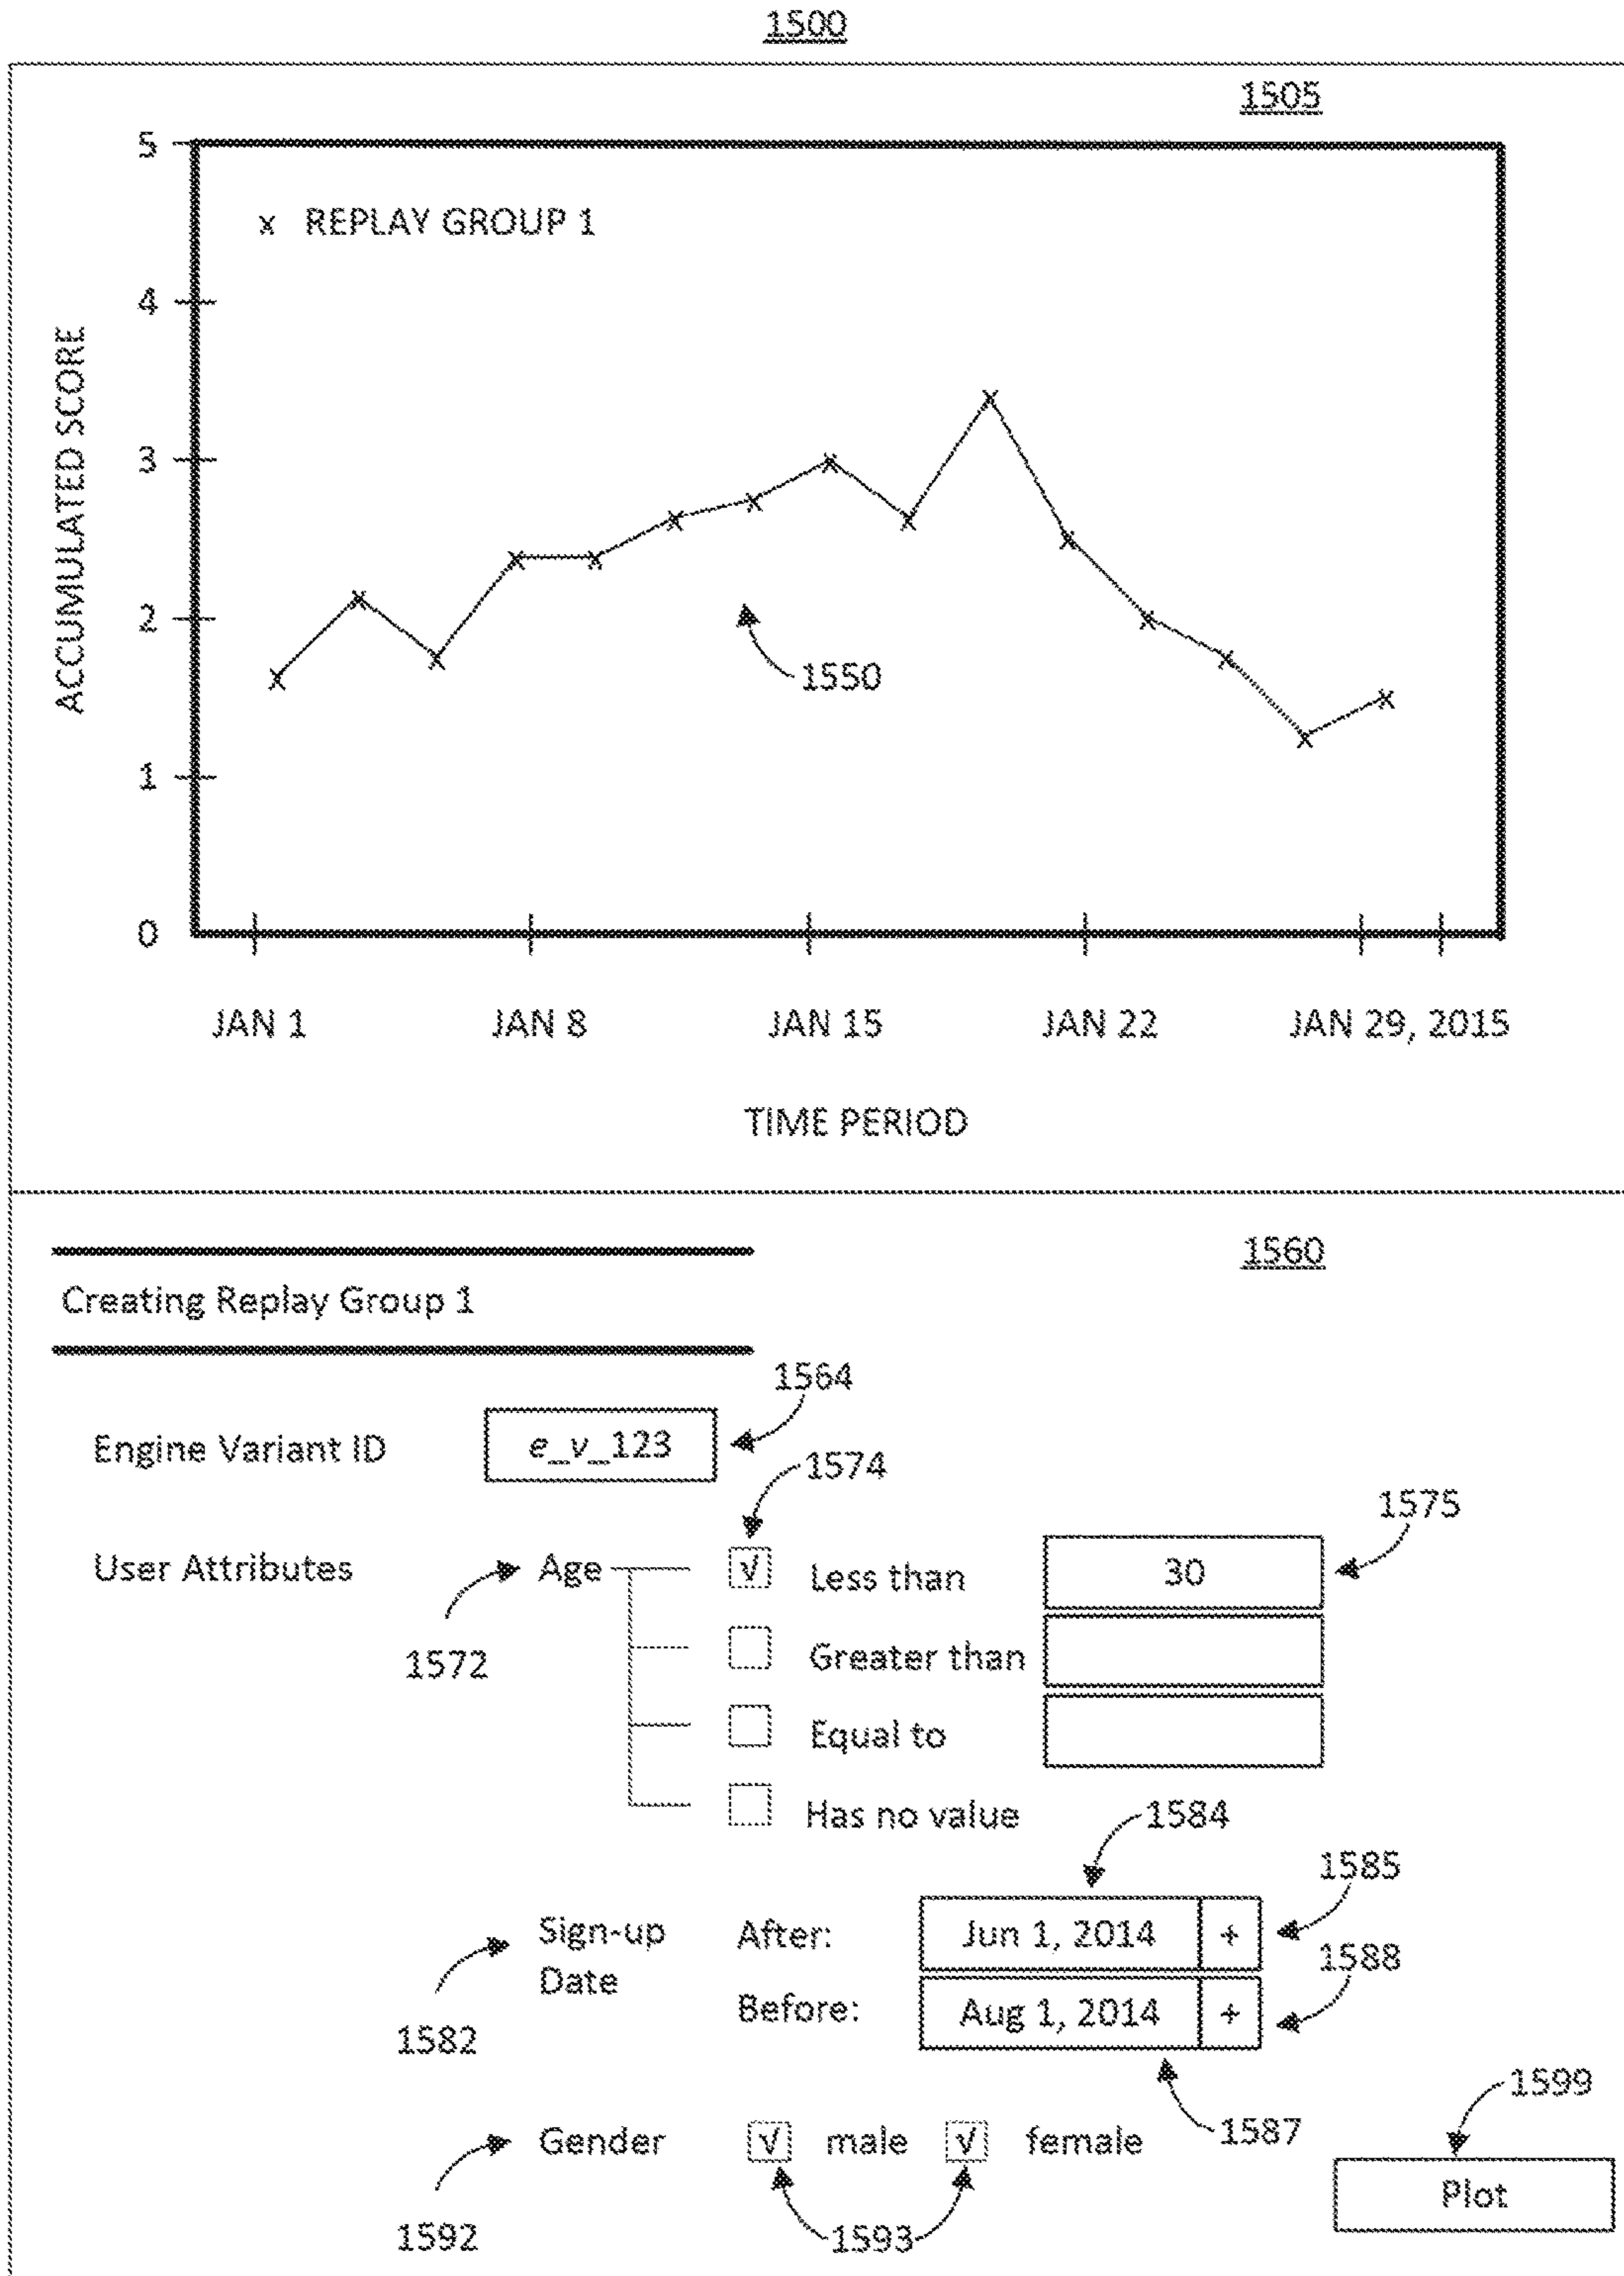 1500
1505
5
x REPLAY GROUP 1
4
3
2
1
0
ACCUMULATED SCORE
1550
JAN 1 JAN 8 JAN 15 JAN 22 JAN 29, 2015
TIME PERIOD
1560
Creating Replay Group 1
1564
Engine Variant ID e_v_123
1574
1575
User Attributes Age √ Less than 30
1572
Greater than
Equal to
Has no value
1584
1585
Sign-up Date After: Jun 1, 2014 +
1588
Before: Aug 1, 2014 +
1582
1587
1599
Gender √ male √ female
Plot
1592
1593